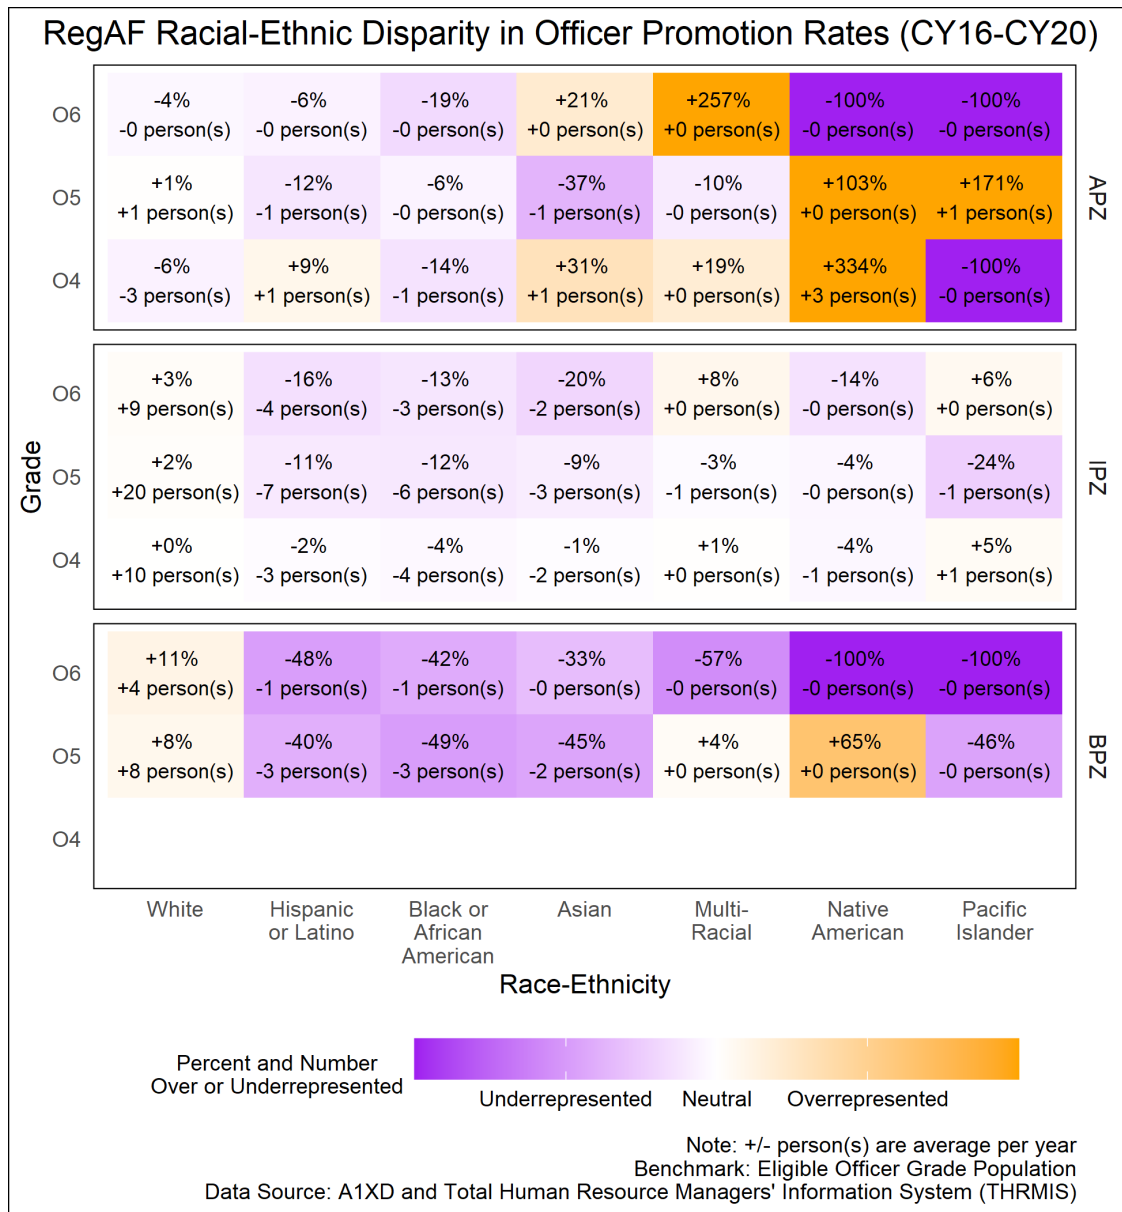 RegAF Racial-Ethnic Disparity in Officer Promotion Rates (CY16-CY20)
-4% -6% -19% +21% +257% -100% -100%
O6
-0 person(s) -0 person(s) -0 person(s) +0 person(s) +0 person(s) -0 person(s) -0 person(s)
+1% -12% -6% -37% -10% +103% +171%
O5
+1 person(s) -1 person(s) -0 person(s) -1 person(s) -0 person(s) +0 person(s) +1 person(s)
-6% +9% -14% +31% +19% +334% -100%
O4
-3 person(s) +1 person(s) -1 person(s) +1 person(s) +0 person(s) +3 person(s) -0 person(s)
APZ
+3% -16% -13% -20% +8% -14% +6%
O6
+9 person(s) -4 person(s) -3 person(s) -2 person(s) +0 person(s) -0 person(s) +0 person(s)
+2% -11% -12% -9% -3% -4% -24%
O5
+20 person(s) -7 person(s) -6 person(s) -3 person(s) -1 person(s) -0 person(s) -1 person(s)
+0% -2% -4% -1% +1% -4% +5%
O4
+10 person(s) -3 person(s) -4 person(s) -2 person(s) +0 person(s) -1 person(s) +1 person(s)
IPZ
Grade
+11% -48% -42% -33% -57% -100% -100%
O6
+4 person(s) -1 person(s) -1 person(s) -0 person(s) -0 person(s) -0 person(s) -0 person(s)
+8% -40% -49% -45% +4% +65% -46%
O5
+8 person(s) -3 person(s) -3 person(s) -2 person(s) +0 person(s) +0 person(s) -0 person(s)
O4
BPZ
White Hispanic Black or Asian Multi- Native Pacific
or Latino African Racial American Islander
American
Race-Ethnicity
Percent and Number
Over or Underrepresented
Underrepresented Neutral Overrepresented
Note: +/- person(s) are average per year
Benchmark: Eligible Officer Grade Population
Data Source: A1XD and Total Human Resource Managers' Information System (THRMIS)